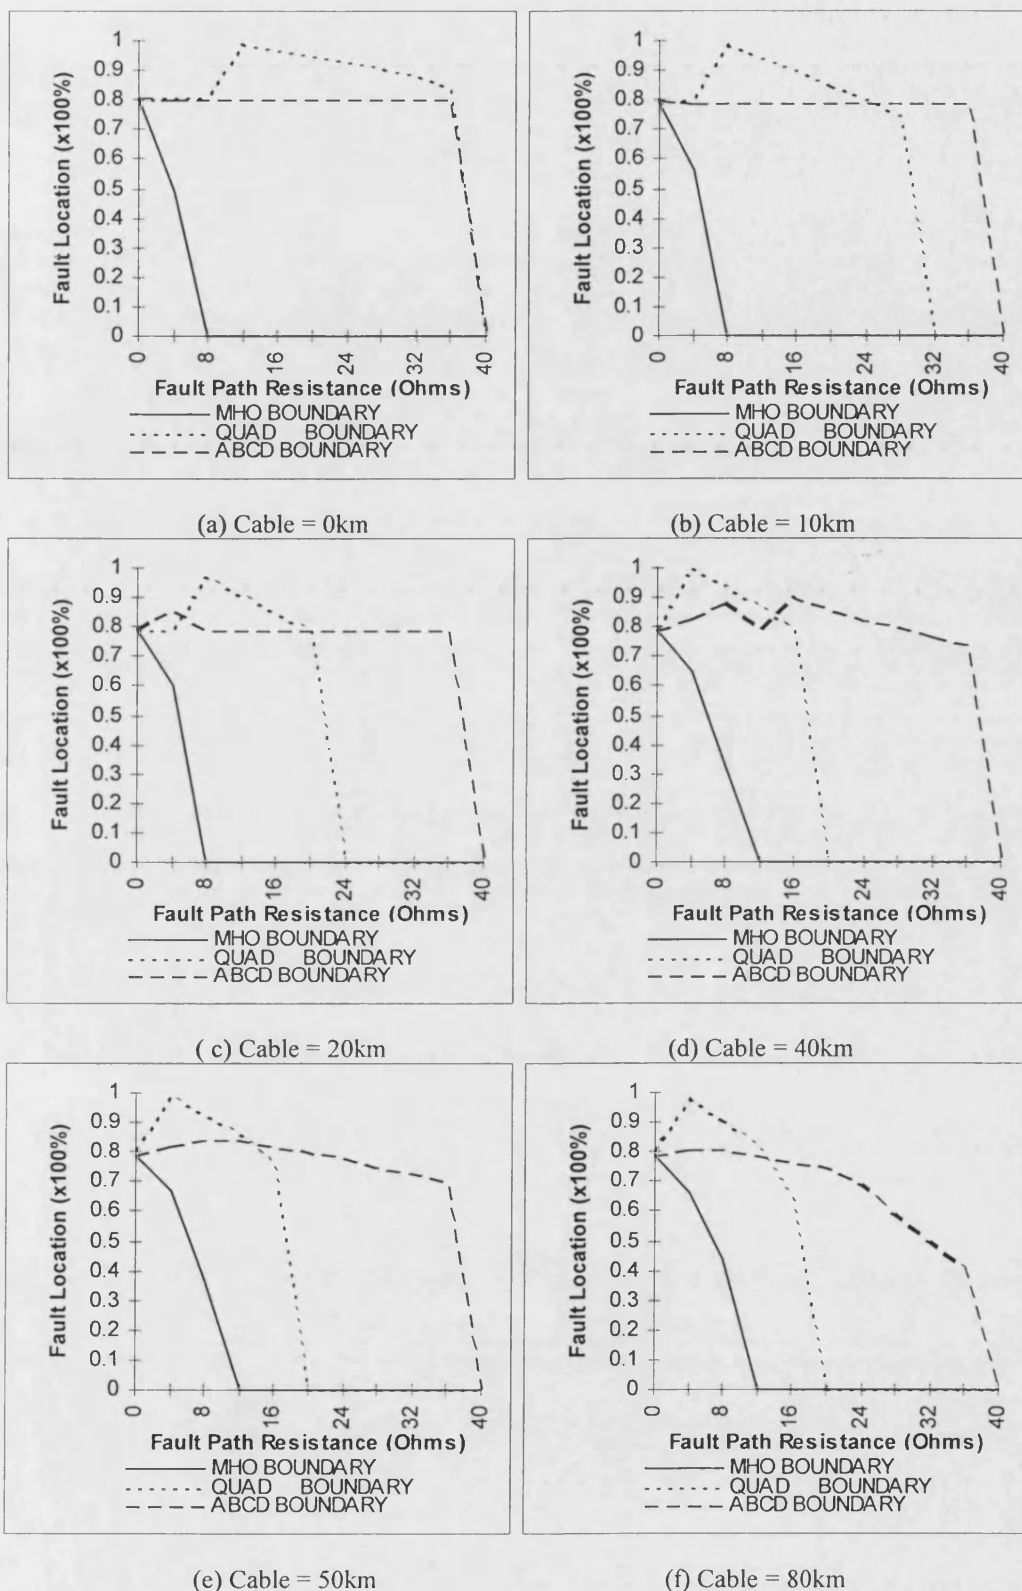 Fault Location (x100%)
1
0.9
0.8
0.7
0.6
0.5
0.4
0.3
0.2
0.1
0
0 8 16 24 32 40
Fault Path Resistance (Ohms)
MHO BOUNDARY
QUAD BOUNDARY
ABCD BOUNDARY
(a) Cable = 0km
Fault Location (x100%)
1
0.9
0.8
0.7
0.6
0.5
0.4
0.3
0.2
0.1
0
0 8 16 24 32 40
Fault Path Resistance (Ohms)
MHO BOUNDARY
QUAD BOUNDARY
ABCD BOUNDARY
(b) Cable = 10km
Fault Location (x100%)
1
0.9
0.8
0.7
0.6
0.5
0.4
0.3
0.2
0.1
0
0 8 16 24 32 40
Fault Path Resistance (Ohms)
MHO BOUNDARY
QUAD BOUNDARY
ABCD BOUNDARY
( c) Cable = 20km
Fault Location (x100%)
1
0.9
0.8
0.7
0.6
0.5
0.4
0.3
0.2
0.1
0
0 8 16 24 32 40
Fault Path Resistance (Ohms)
MHO BOUNDARY
QUAD BOUNDARY
ABCD BOUNDARY
(d) Cable = 40km
Fault Location (x100%)
1
0.9
0.8
0.7
0.6
0.5
0.4
0.3
0.2
0.1
0
0 8 16 24 32 40
Fault Path Resistance (Ohms)
MHO BOUNDARY
QUAD BOUNDARY
ABCD BOUNDARY
(e) Cable = 50km
Fault Location (x100%)
1
0.9
0.8
0.7
0.6
0.5
0.4
0.3
0.2
0.1
0
0 8 16 24 32 40
Fault Path Resistance (Ohms)
MHO BOUNDARY
QUAD BOUNDARY
ABCD BOUNDARY
(f) Cable = 80km